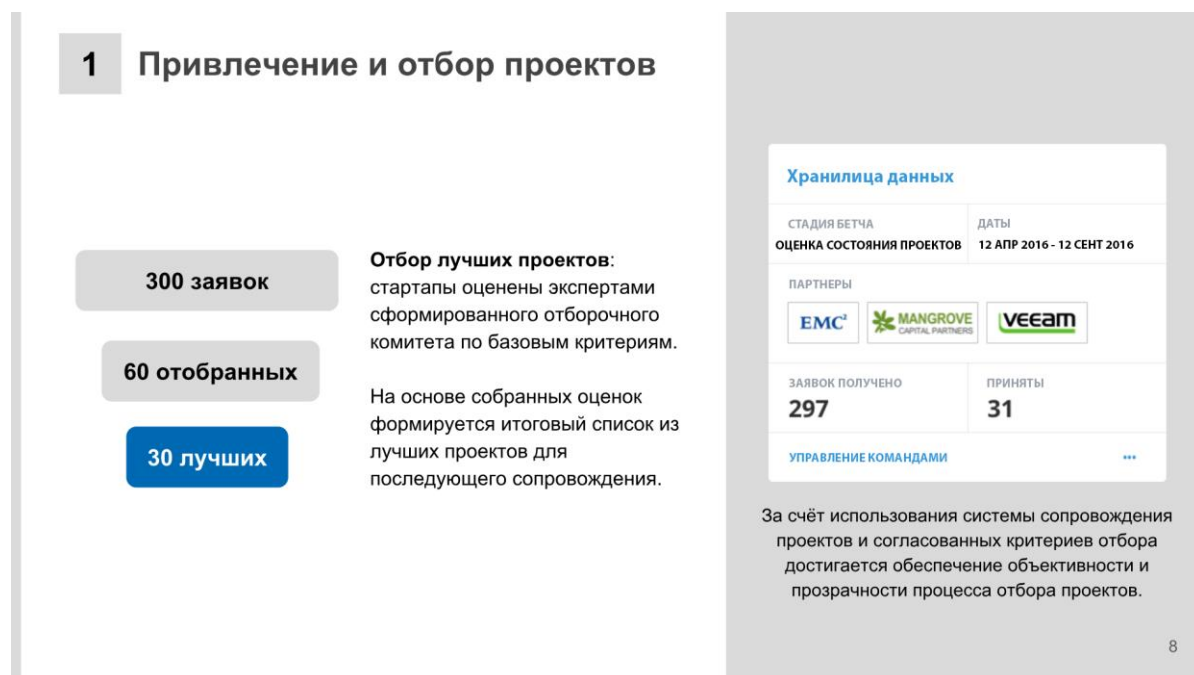 1 Привлечение и отбор проектов
300 заявок
60 отобранных
30 лучших
Отбор лучших проектов:
стартапы оценены экспертами
сформированного отборочного
комитета по базовым критериям.
На основе собранных оценок
формируется итоговый список из
лучших проектов для
последующего сопровождения.
Хранилица данных
СТАДИЯ БЕТЧА
ОЦЕНКА СОСТОЯНИЯ ПРОЕКТОВ
ДАТЫ
12 АПР 2016 - 12 СЕНТ 2016
ПАРТНЕРЫ
EMC²
MANGROVE
CAPITAL PARTNERS
veeam
ЗАЯВОК ПОЛУЧЕНО
297
ПРИНЯТЫ
31
УПРАВЛЕНИЕ КОМАНДАМИ
За счёт использования системы сопровождения
проектов и согласованных критериев отбора
достигается обеспечение объективности и
прозрачности процесса отбора проектов.
8